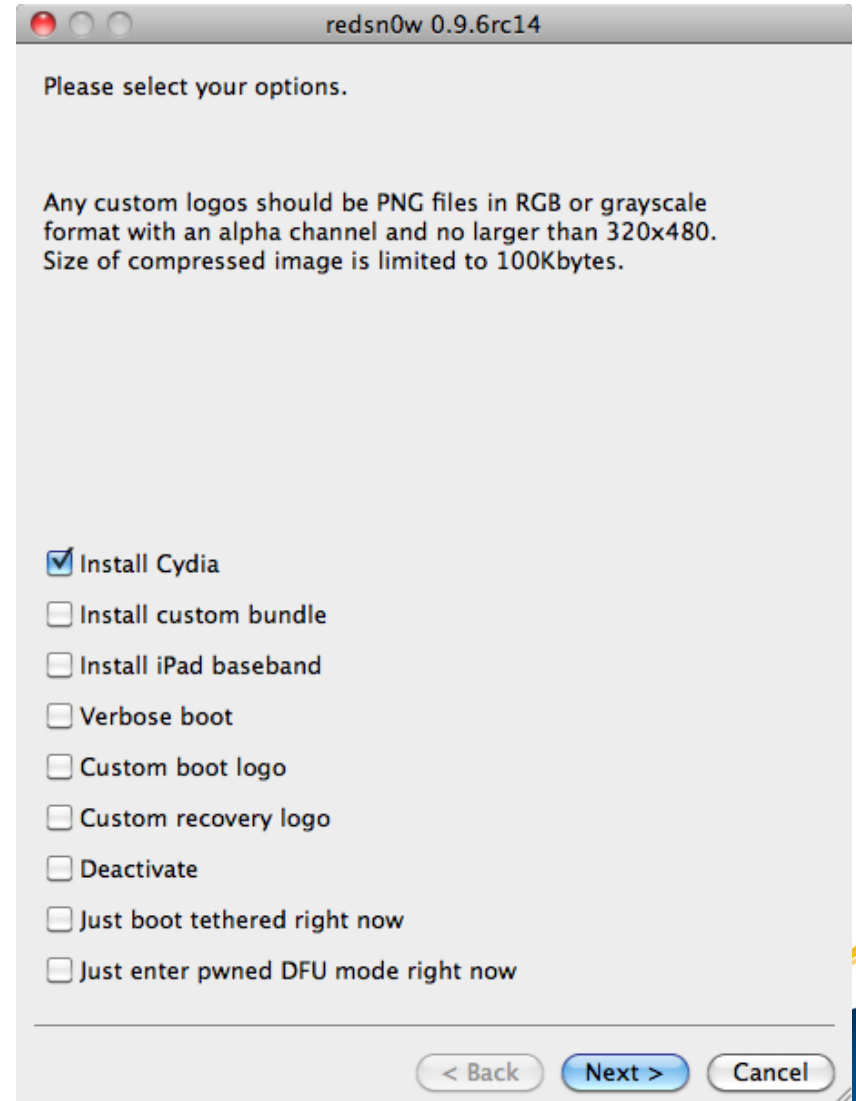 redsn0w 0.9.6rc14
Please select your options.
Any custom logos should be PNG files in RGB or grayscale
format with an alpha channel and no larger than 320x480.
Size of compressed image is limited to 100Kbytes.
Install Cydia
Install custom bundle
Install iPad baseband
Verbose boot
Custom boot logo
Custom recovery logo
Deactivate
Just boot tethered right now
Just enter pwned DFU mode right now
< Back Next > Cancel